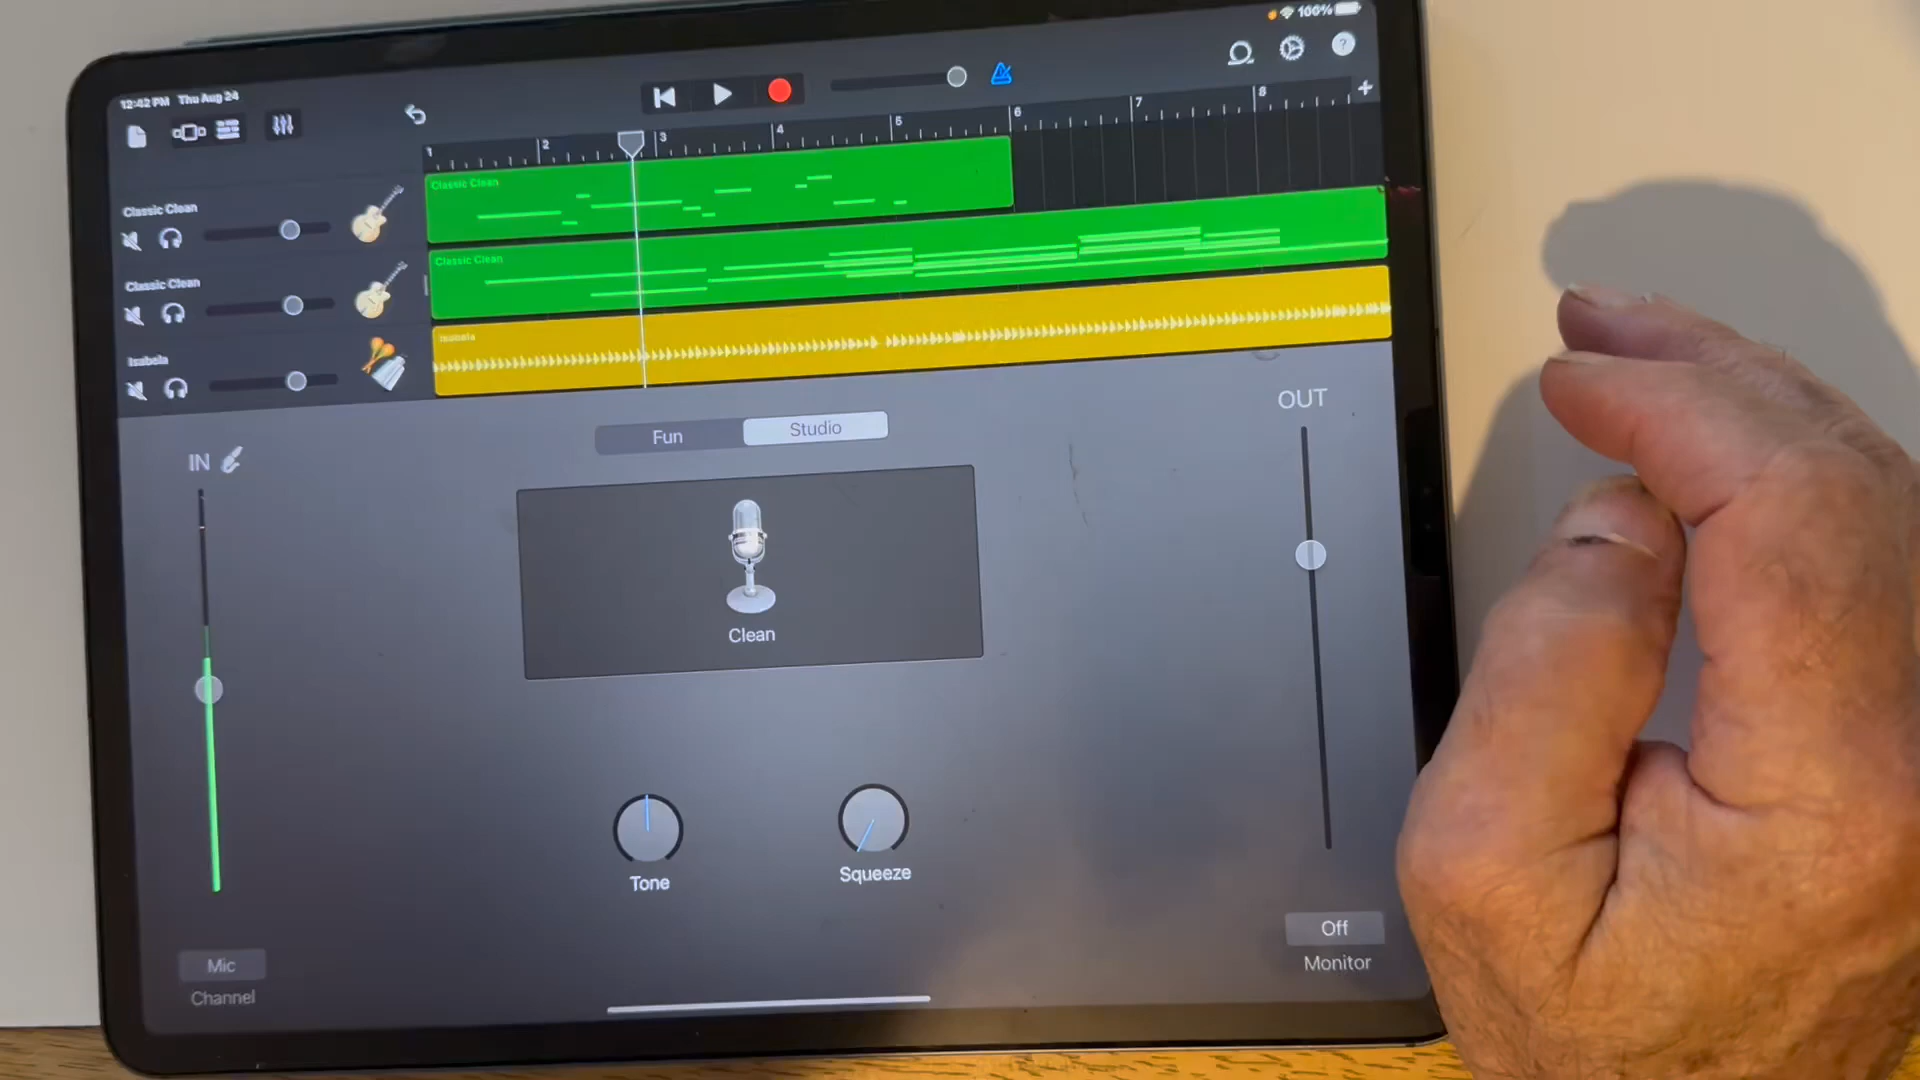 12:42 PM Thu Aug 24
100%
?
1 2 3 4 5 6 7 8
Classic Clean
Classic Clean
Classic Clean
Classic Clean
Isabela
Isabela
Fun Studio
IN
OUT
Clean
Tone
Squeeze
Mic
Channel
Off
Monitor